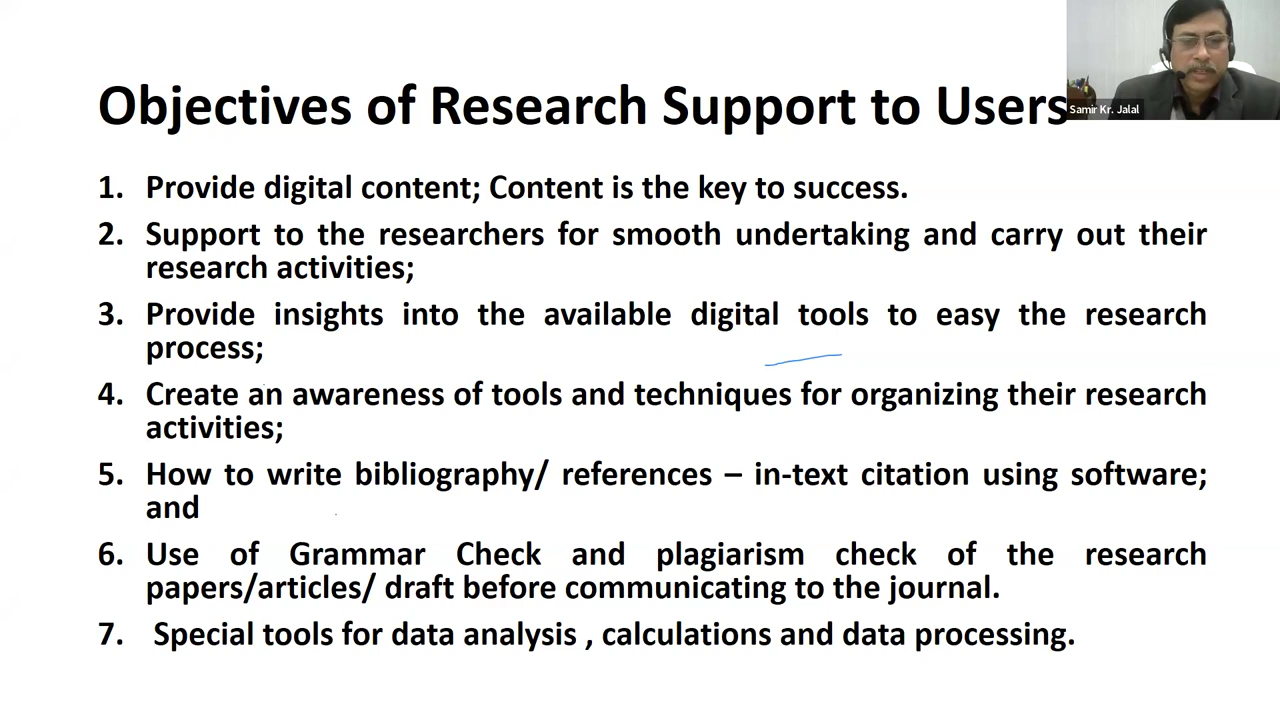 Objectives of Research Support to Users
Samir Kr. Jalal
1. Provide digital content; Content is the key to success.
2. Support to the researchers for smooth undertaking and carry out their
research activities;
3. Provide insights into the available digital tools to easy the research
process;
4. Create an awareness of tools and techniques for organizing their research
activities;
5. How to write bibliography/ references – in-text citation using software;
and
6. Use of Grammar Check and plagiarism check of the research
papers/articles/ draft before communicating to the journal.
7. Special tools for data analysis , calculations and data processing.